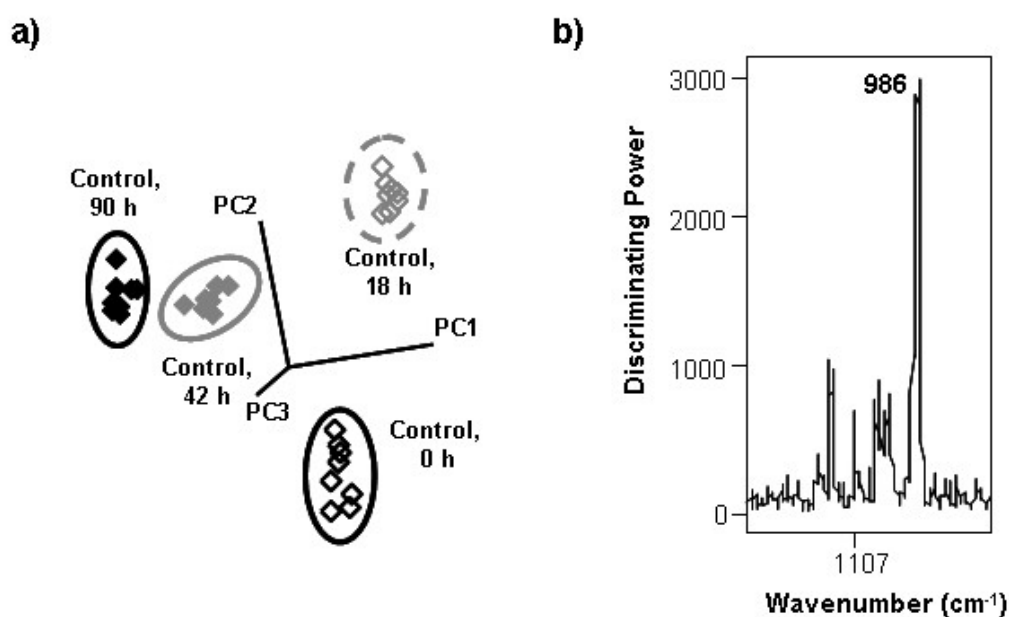 a)
Control,
90 h
PC2
Control,
18 h
PC1
Control,
42 h
PC3
Control,
0 h
b)
986
3000
2000
1000
0
Discriminating Power
1107
Wavenumber (cm⁻¹)